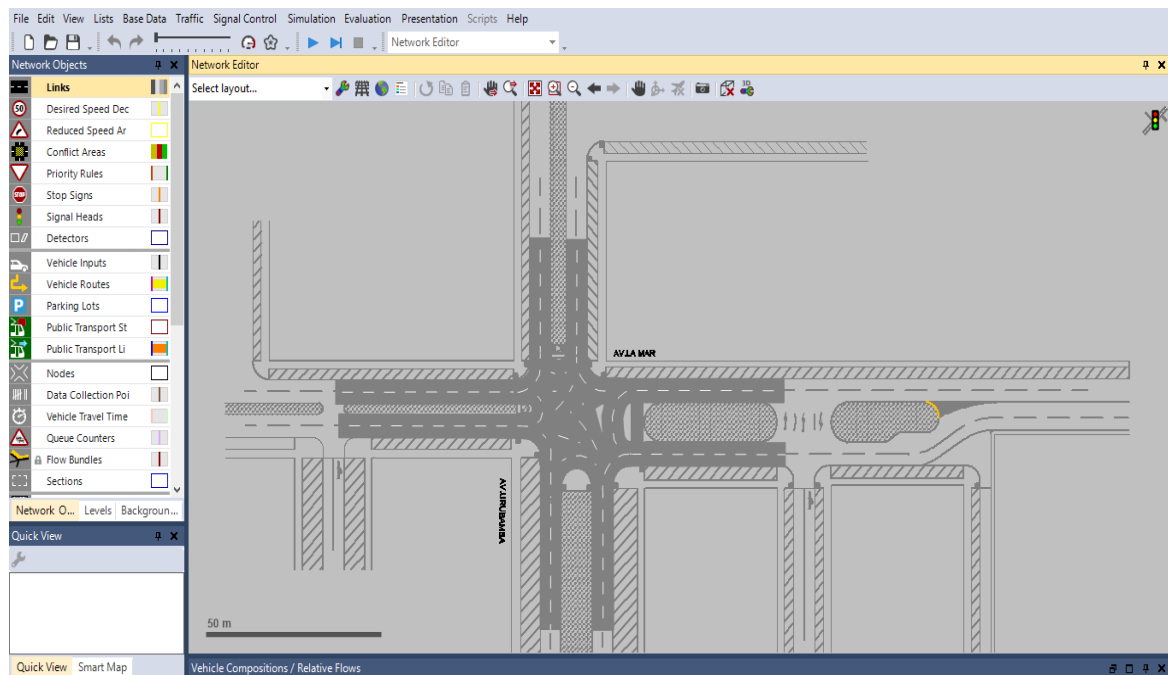 File Edit View Lists Base Data Traffic Signal Control Simulation Evaluation Presentation Scripts Help
Network Editor
Network Objects
Network Editor
Links
Select layout...
50
Desired Speed Dec
Reduced Speed Ar
Conflict Areas
Priority Rules
STOP
Stop Signs
Signal Heads
Detectors
Vehicle Inputs
Vehicle Routes
P
Parking Lots
Public Transport St
Public Transport Li
Nodes
Data Collection Poi
Vehicle Travel Time
Queue Counters
Flow Bundles
Sections
Network O... Levels Backgroun...
Quick View
Quick View Smart Map
3D
AV.LA MAR
50 m
Vehicle Compositions / Relative Flows